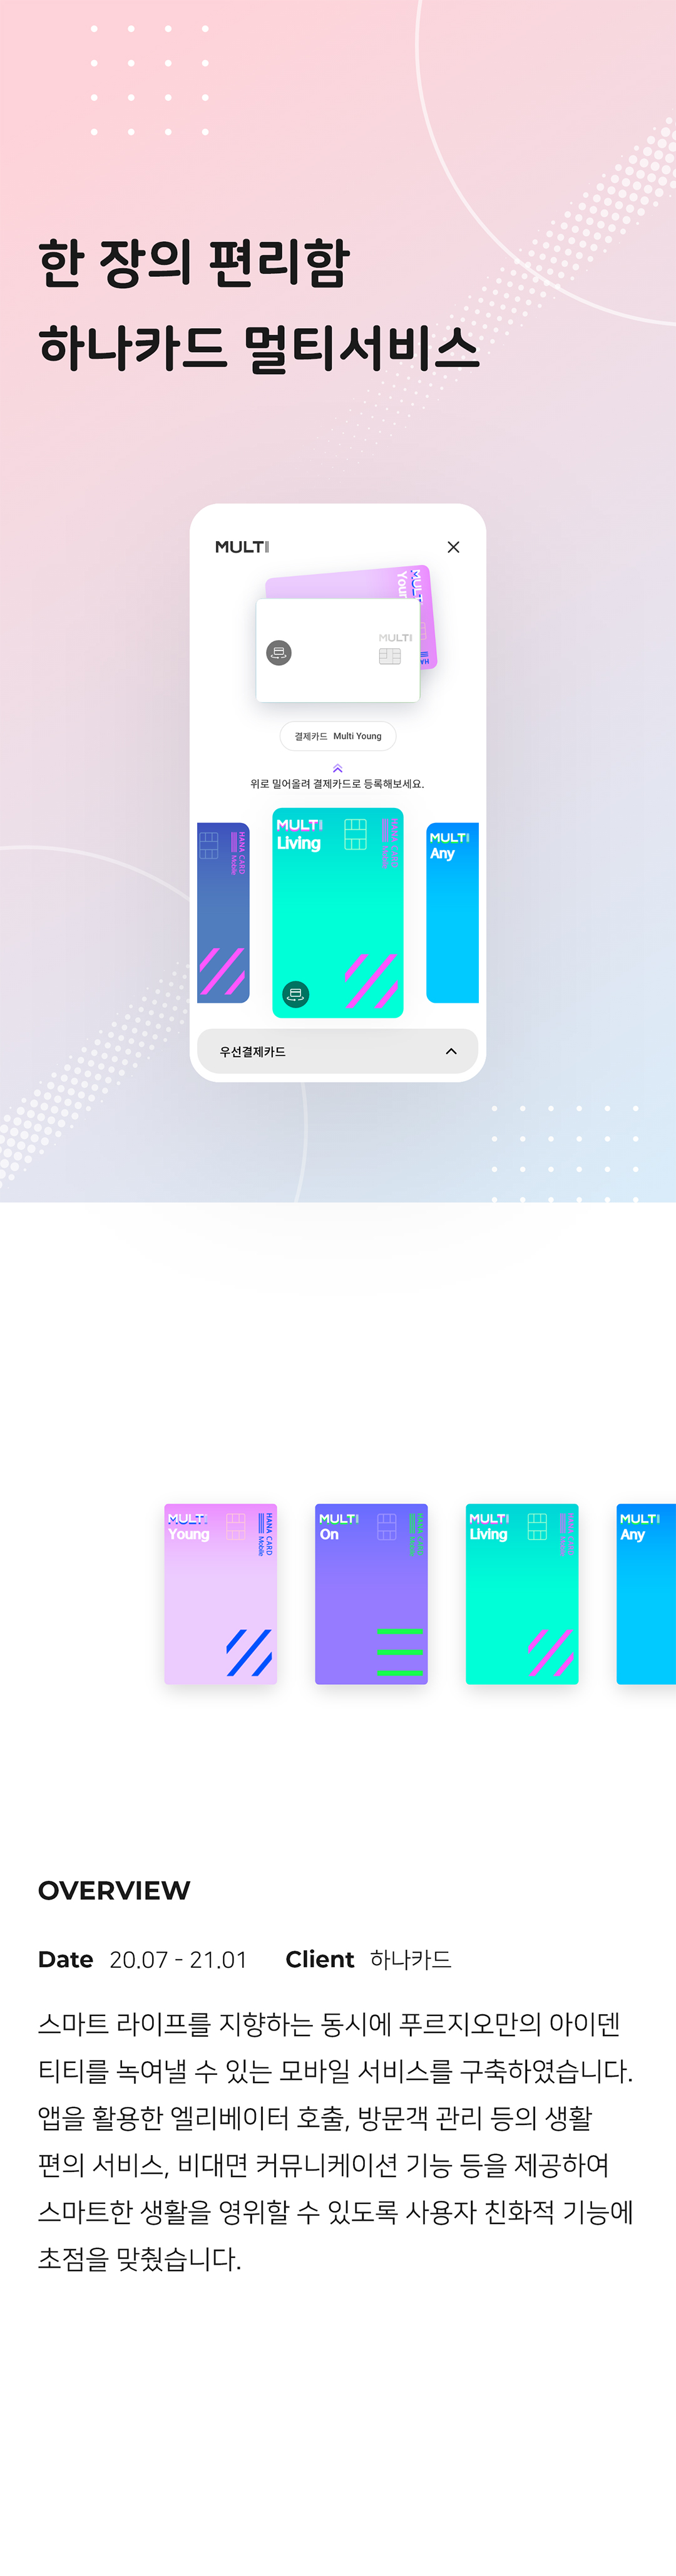 한 장의 편리함
하나카드 멀티서비스
MULTI
MULTI
Young
HANA
MULTI
결제카드 Multi Young
위로 밀어올려 결제카드로 등록해보세요.
HANA CARD
Mobile
MULTI
Living
HANA CARD
Mobile
MULTI
Any
우선결제카드
MULTI
Young
HANA CARD
Mobile
MULTI
On
HANA CARD
Mobile
MULTI
Living
HANA CARD
Mobile
MULTI
Any
OVERVIEW
Date 20.07 - 21.01 Client 하나카드
스마트 라이프를 지향하는 동시에 푸르지오만의 아이덴
티티를 녹여낼 수 있는 모바일 서비스를 구축하였습니다.
앱을 활용한 엘리베이터 호출, 방문객 관리 등의 생활
편의 서비스, 비대면 커뮤니케이션 기능 등을 제공하여
스마트한 생활을 영위할 수 있도록 사용자 친화적 기능에
초점을 맞췄습니다.